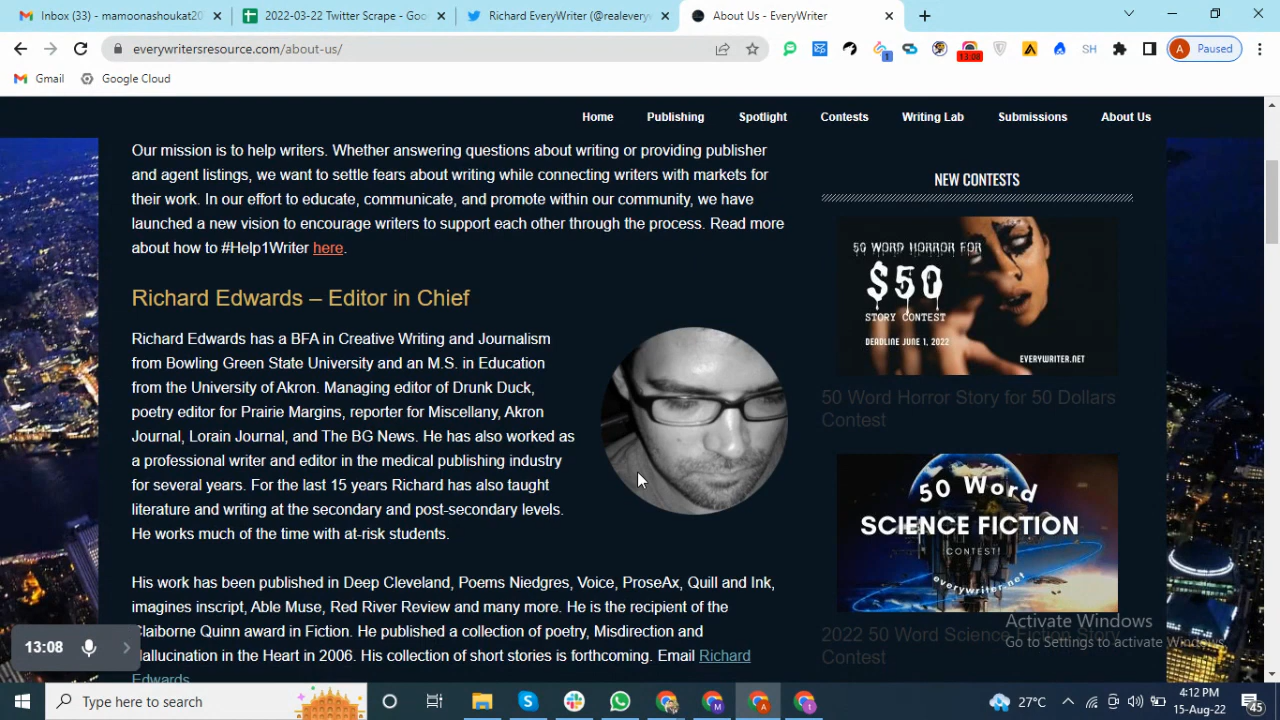 Inbox (33) - mamoonashoukat20
2022-03-22 Twitter Scrape - Goo
Richard EveryWriter (@realevery
About Us - EveryWriter
everywritersresource.com/about-us/
1
13:08
SH
A
Paused
Gmail
Google Cloud
Home Publishing Spotlight Contests Writing Lab Submissions About Us
Our mission is to help writers. Whether answering questions about writing or providing publisher
and agent listings, we want to settle fears about writing while connecting writers with markets for
their work. In our effort to educate, communicate, and promote within our community, we have
launched a new vision to encourage writers to support each other through the process. Read more
about how to #Help1Writer here.
Richard Edwards – Editor in Chief
Richard Edwards has a BFA in Creative Writing and Journalism
from Bowling Green State University and an M.S. in Education
from the University of Akron. Managing editor of Drunk Duck,
poetry editor for Prairie Margins, reporter for Miscellany, Akron
Journal, Lorain Journal, and The BG News. He has also worked as
a professional writer and editor in the medical publishing industry
for several years. For the last 15 years Richard has also taught
literature and writing at the secondary and post-secondary levels.
He works much of the time with at-risk students.
His work has been published in Deep Cleveland, Poems Niedgres, Voice, ProseAx, Quill and Ink,
imagines inscript, Able Muse, Red River Review and many more. He is the recipient of the
Claiborne Quinn award in Fiction. He published a collection of poetry, Misdirection and
Hallucination in the Heart in 2006. His collection of short stories is forthcoming. Email Richard
Edwards
NEW CONTESTS
50 WORD HORROR FOR
$50
STORY CONTEST
DEADLINE JUNE 1, 2022
EVERYWRITER.NET
50 Word Horror Story for 50 Dollars
Contest
50 Word
SCIENCE FICTION
CONTEST!
everywriter.net
2022 50 Word Science Fiction Story
Contest
Activate Windows
Go to Settings to activate Windows.
13:08
Type here to search
27°C
4:12 PM
15-Aug-22
45